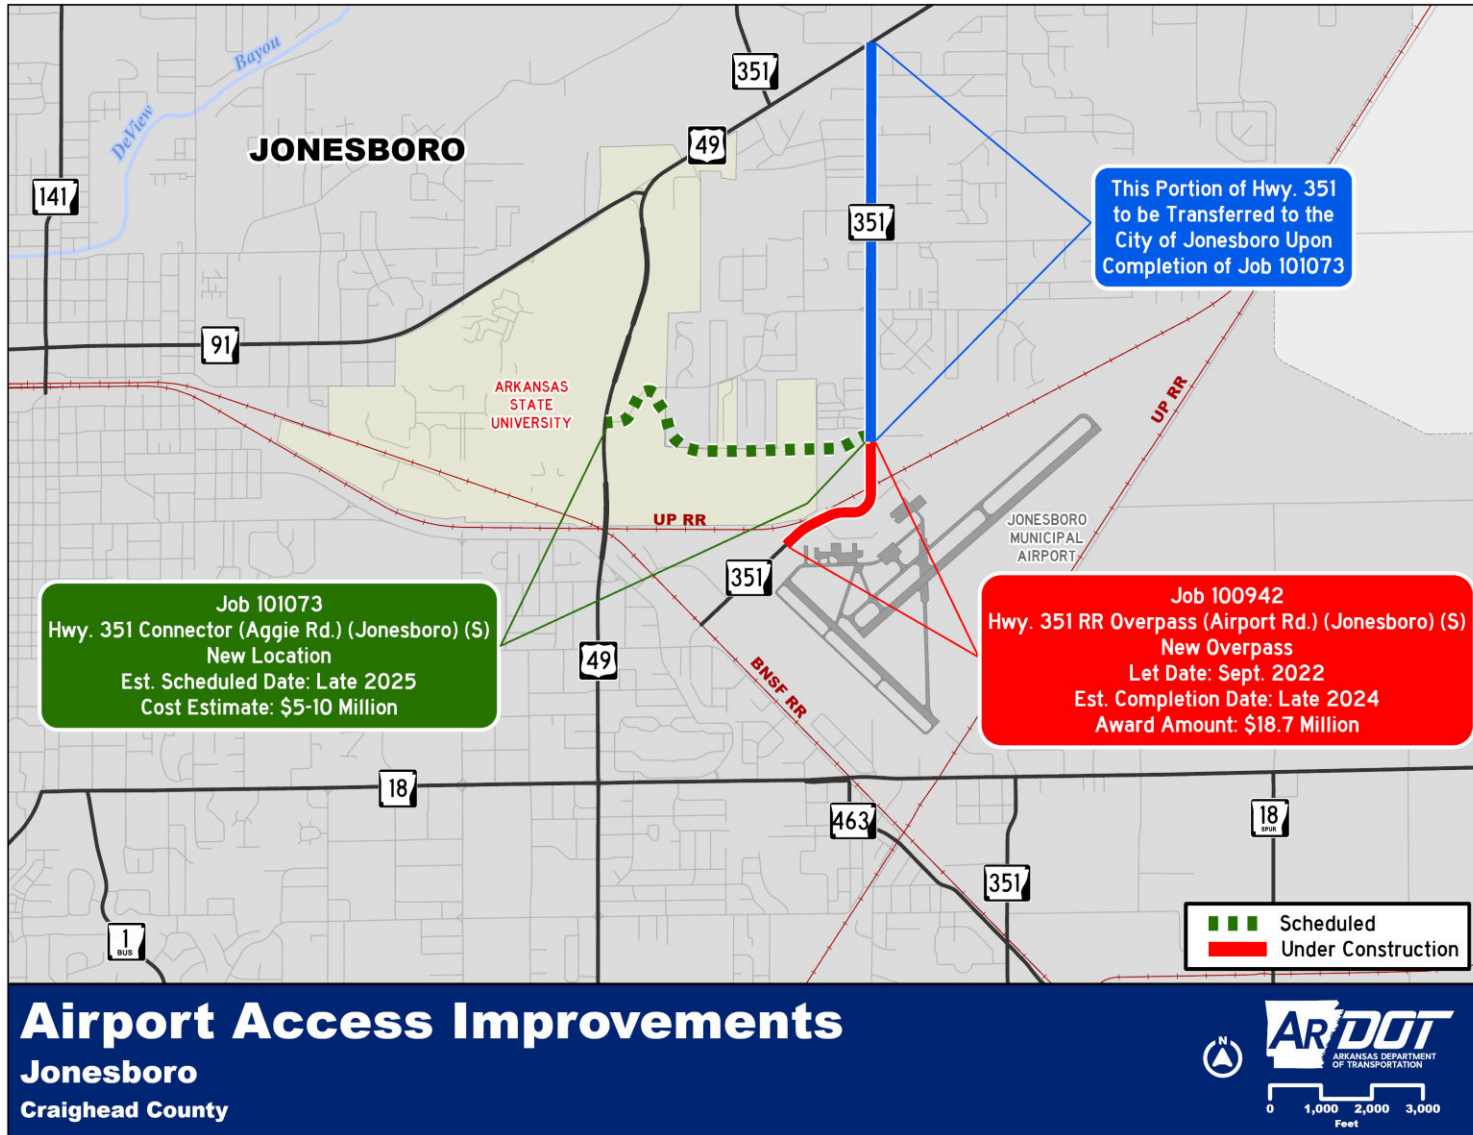 351
DeView
Bayou
JONESBORO
49
141
This Portion of Hwy. 351
to be Transferred to the
City of Jonesboro Upon
Completion of Job 101073
351
91
ARKANSAS
STATE
UNIVERSITY
UP RR
UP RR
JONESBORO
MUNICIPAL
AIRPORT
351
Job 101073
Hwy. 351 Connector (Aggie Rd.) (Jonesboro) (S)
New Location
Est. Scheduled Date: Late 2025
Cost Estimate: $5-10 Million
49
BNSF RR
Job 100942
Hwy. 351 RR Overpass (Airport Rd.) (Jonesboro) (S)
New Overpass
Let Date: Sept. 2022
Est. Completion Date: Late 2024
Award Amount: $18.7 Million
18
463
18
SPUR
351
1
BUS
Scheduled
Under Construction
Airport Access Improvements
Jonesboro
Craighead County
N
ARDOT
ARKANSAS DEPARTMENT
OF TRANSPORTATION
0 1,000 2,000 3,000
Feet